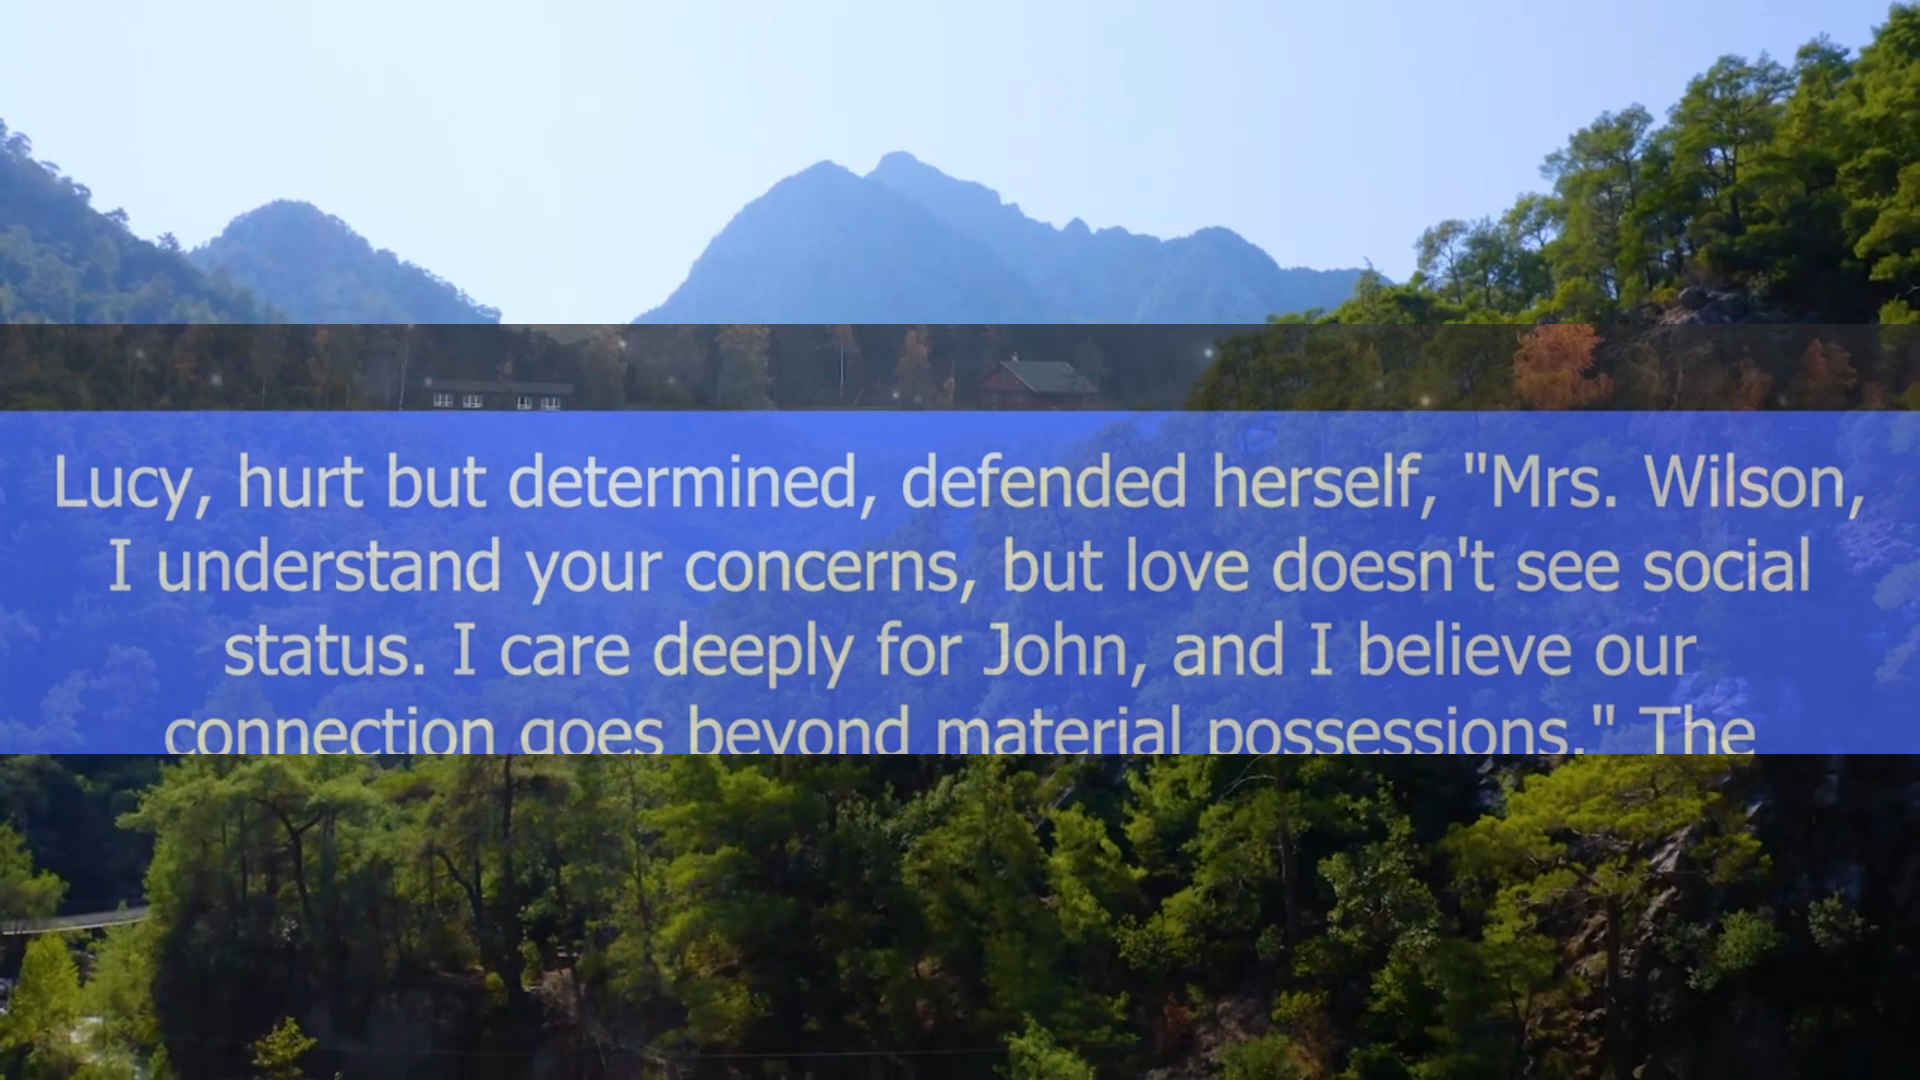 Lucy, hurt but determined, defended herself, "Mrs. Wilson,
I understand your concerns, but love doesn't see social
status. I care deeply for John, and I believe our
connection goes beyond material possessions." The